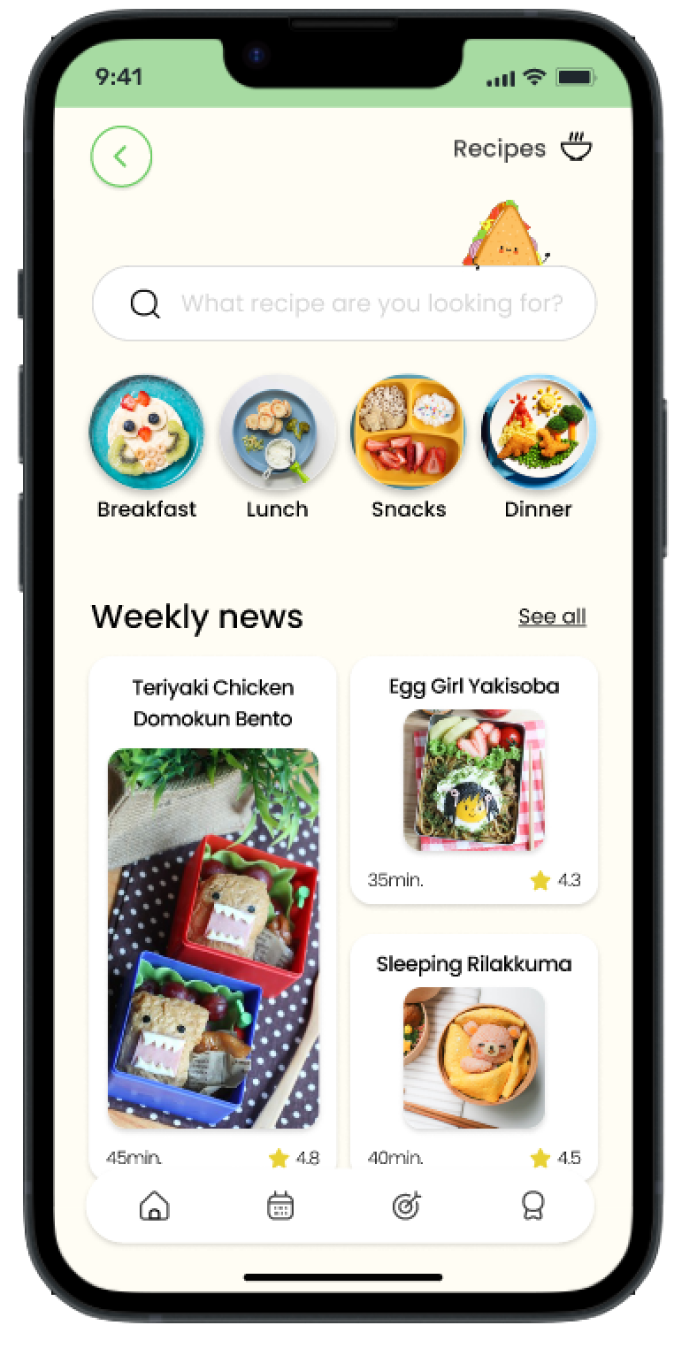 9:41
Recipes
What recipe are you looking for?
Breakfast
Lunch
Snacks
Dinner
Weekly news
See all
Teriyaki Chicken
Domokun Bento
45min.
4.8
Egg Girl Yakisoba
35min.
4.3
Sleeping Rilakkuma
40min.
4.5